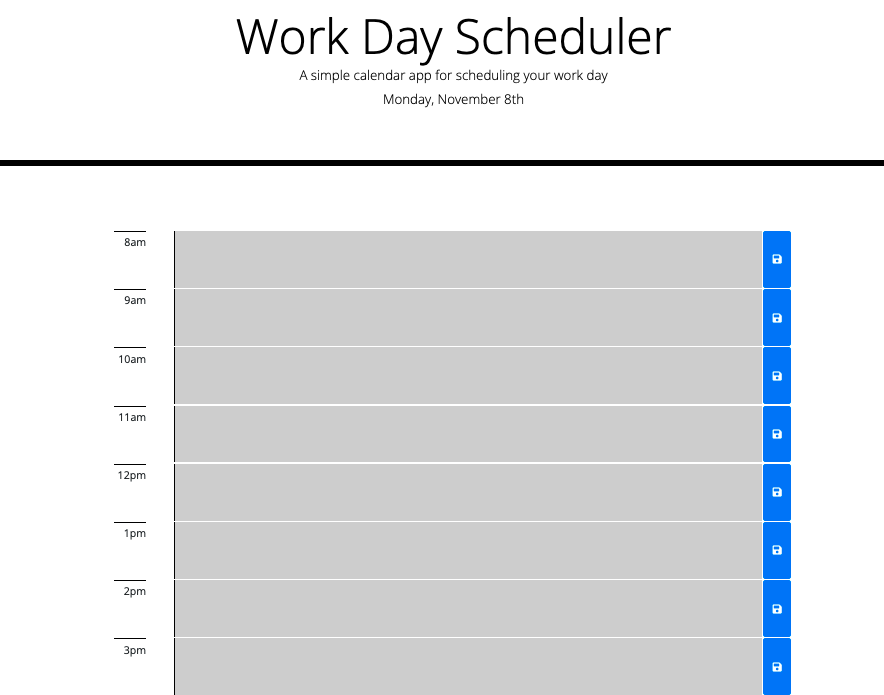 Work Day Scheduler
A simple calendar app for scheduling your work day
Monday, November 8th
8am
9am
10am
11am
12pm
1pm
2pm
3pm